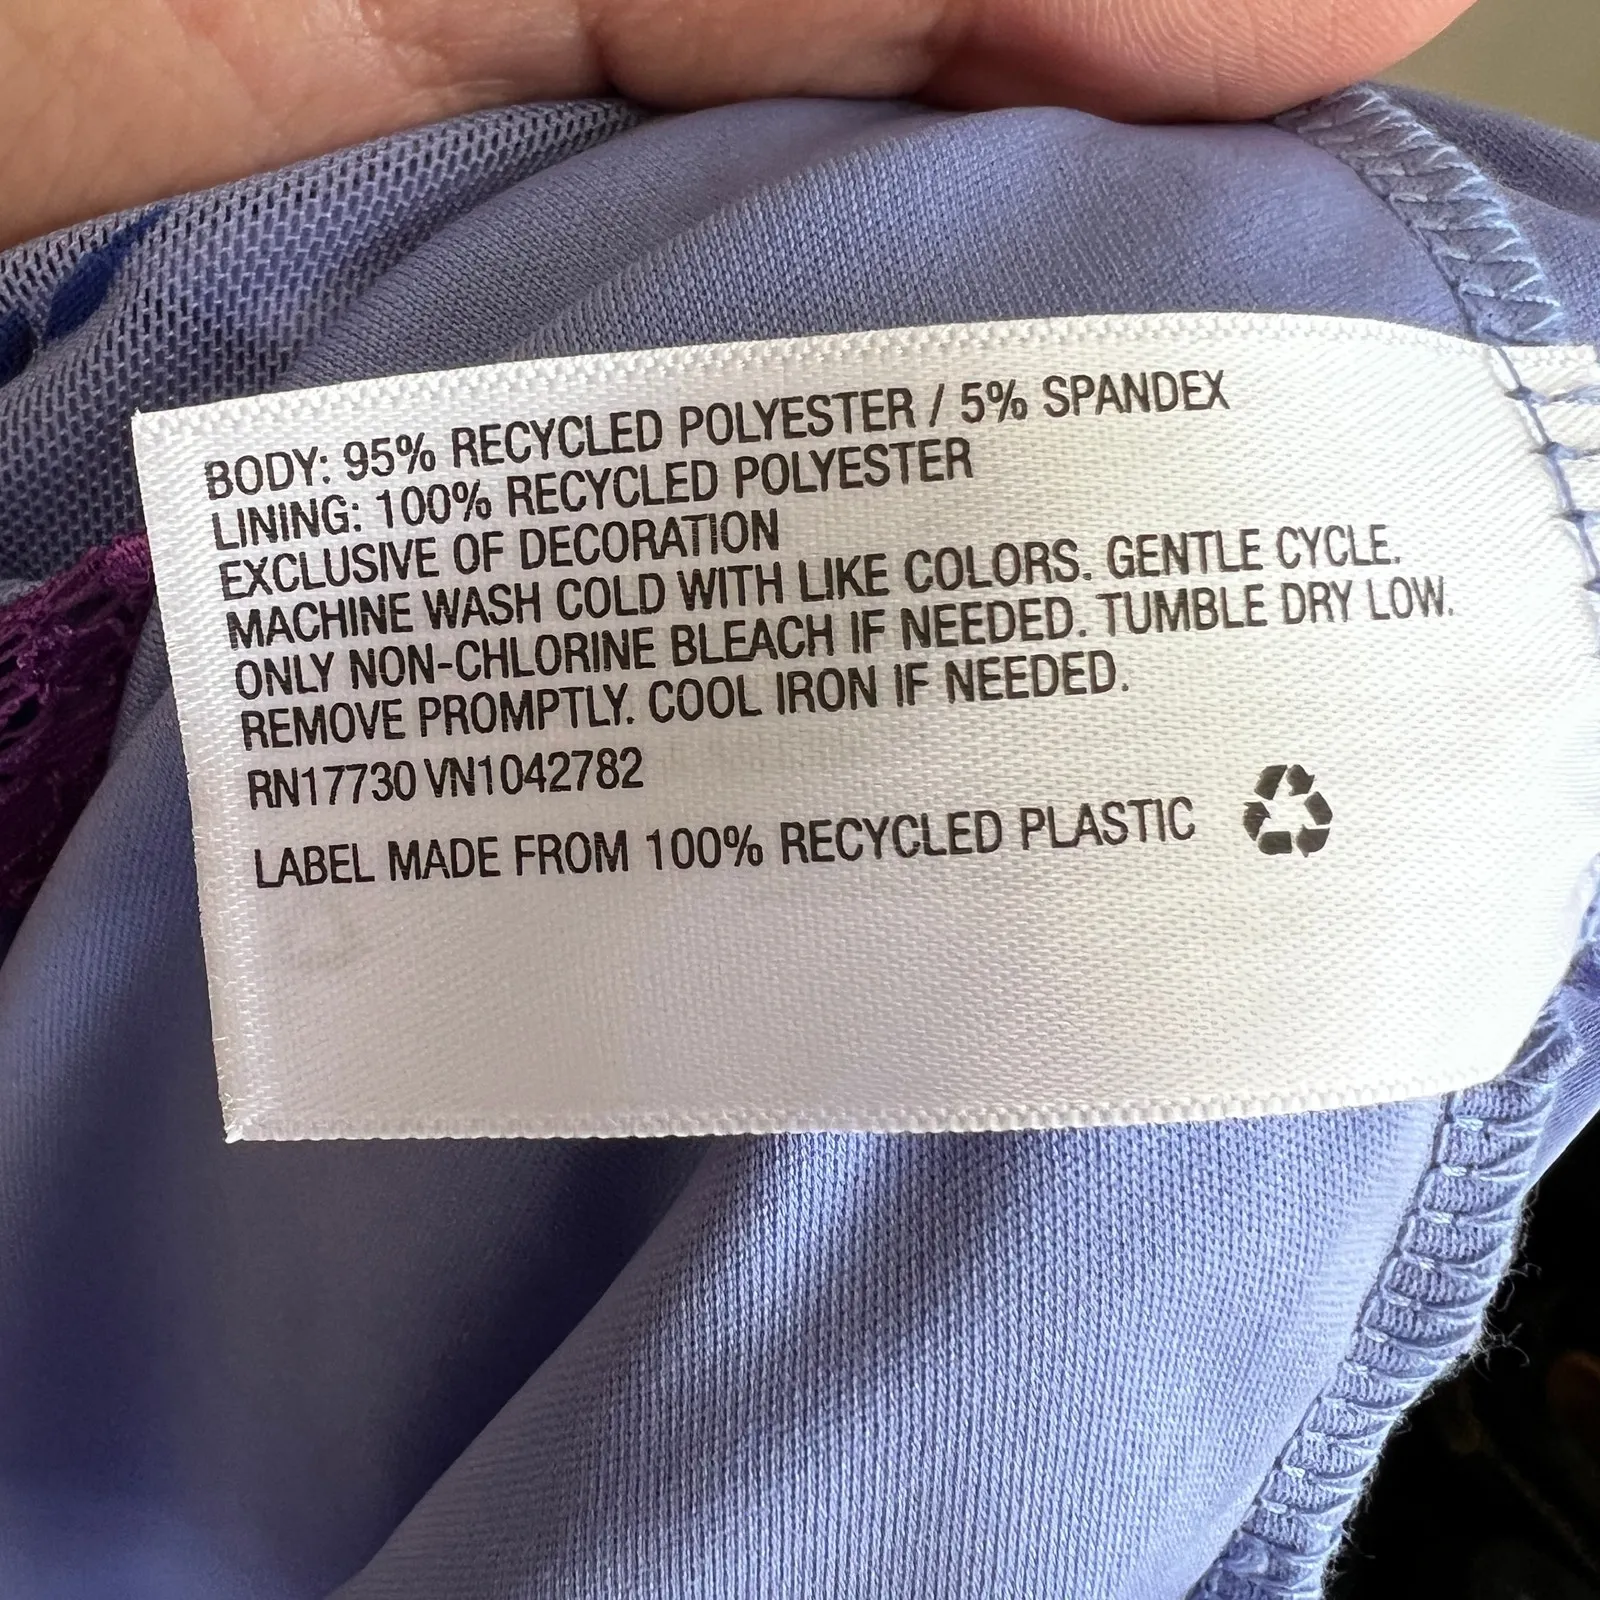 BODY: 95% RECYCLED POLYESTER / 5% SPANDEX
LINING: 100% RECYCLED POLYESTER
EXCLUSIVE OF DECORATION
MACHINE WASH COLD WITH LIKE COLORS. GENTLE CYCLE.
ONLY NON-CHLORINE BLEACH IF NEEDED. TUMBLE DRY LOW.
REMOVE PROMPTLY. COOL IRON IF NEEDED.
RN17730 VN1042782
LABEL MADE FROM 100% RECYCLED PLASTIC